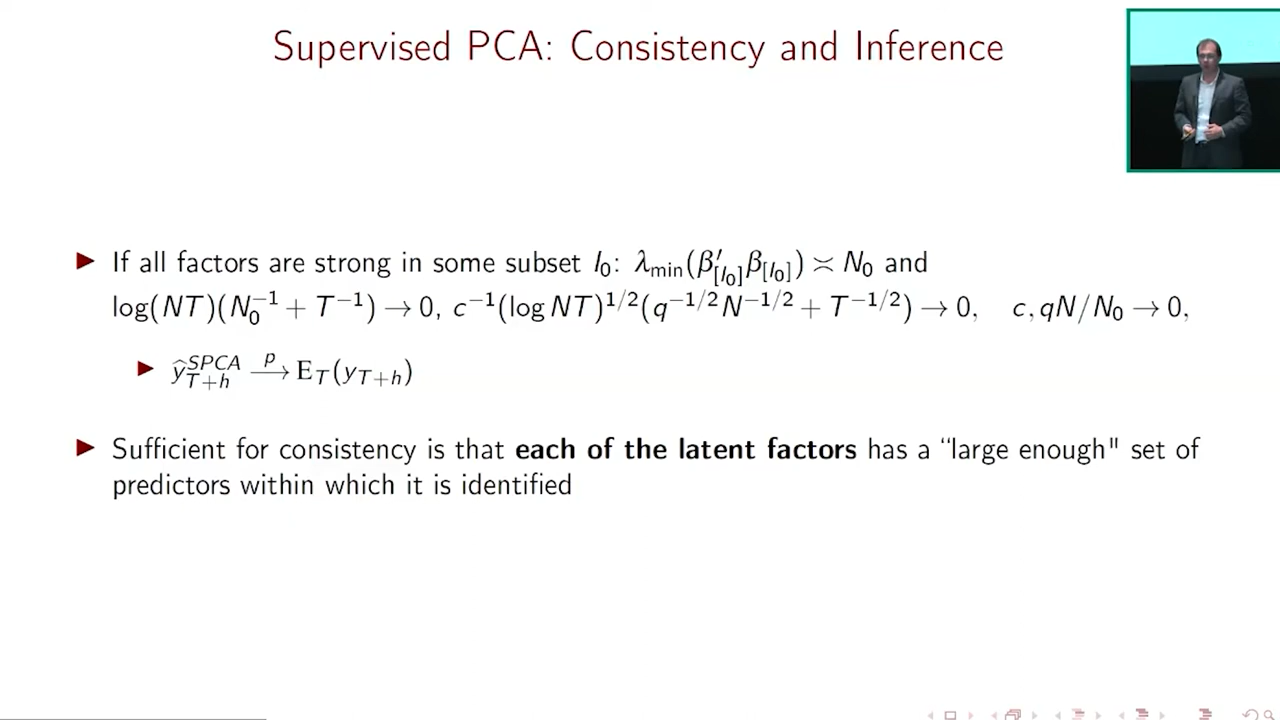 Supervised PCA: Consistency and Inference
▶ If all factors are strong in some subset I₀: λ_min(β′_[I₀]β_[I₀]) ≍ N₀ and
log(NT)(N₀⁻¹ + T⁻¹) → 0, c⁻¹(log NT)^{1/2}(q^{−1/2}N^{−1/2} + T^{−1/2}) → 0, c, qN/N₀ → 0,
▶ ŷ^{SPCA}_{T+h} →^p E_T(y_{T+h})
▶ Sufficient for consistency is that each of the latent factors has a “large enough" set of
predictors within which it is identified